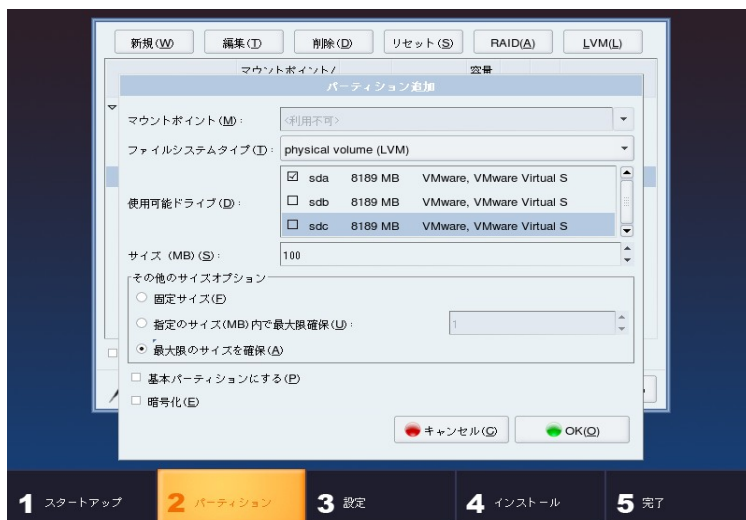 新規(W) 編集(T) 削除(D) リセット(S) RAID(A) LVM(L)
マウントポイント/ 容量
パーティション追加
マウントポイント(M): <利用不可>
ファイルシステムタイプ(T): physical volume (LVM)
使用可能ドライブ(D):
sda 8189 MB VMware, VMware Virtual S
sdb 8189 MB VMware, VMware Virtual S
sdc 8189 MB VMware, VMware Virtual S
サイズ (MB)(S): 100
その他のサイズオプション
固定サイズ(F)
指定のサイズ(MB)内で最大限確保(U): 1
最大限のサイズを確保(A)
基本パーティションにする(P)
暗号化(E)
キャンセル(C) OK(O)
1 スタートアップ 2 パーティション 3 設定 4 インストール 5 完了